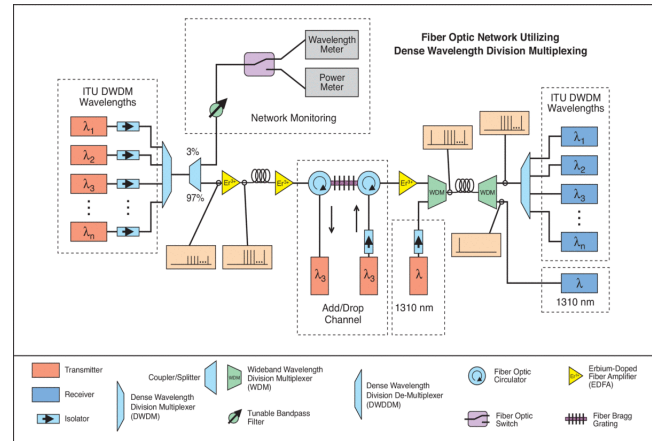 Fiber Optic Network Utilizing
Dense Wavelength Division Multiplexing
Wavelength
Meter
Power
Meter
Network Monitoring
ITU DWDM
Wavelengths
λ1
λ2
λ3
λn
3%
97%
Er3+
Er3+
λ3
λ3
Add/Drop
Channel
Er3+
WDM
WDM
λ
1310 nm
ITU DWDM
Wavelengths
λ1
λ2
λ3
λn
λ
1310 nm
Transmitter
Receiver
Isolator
Dense Wavelength
Division Multiplexer
(DWDM)
Coupler/Splitter
WDM
Wideband Wavelength
Division Multiplexer
(WDM)
Tunable Bandpass
Filter
Dense Wavelength
Division De-Multiplexer
(DWDDM)
Fiber Optic
Circulator
Fiber Optic
Switch
Er3+
Erbium-Doped
Fiber Amplifier
(EDFA)
Fiber Bragg
Grating